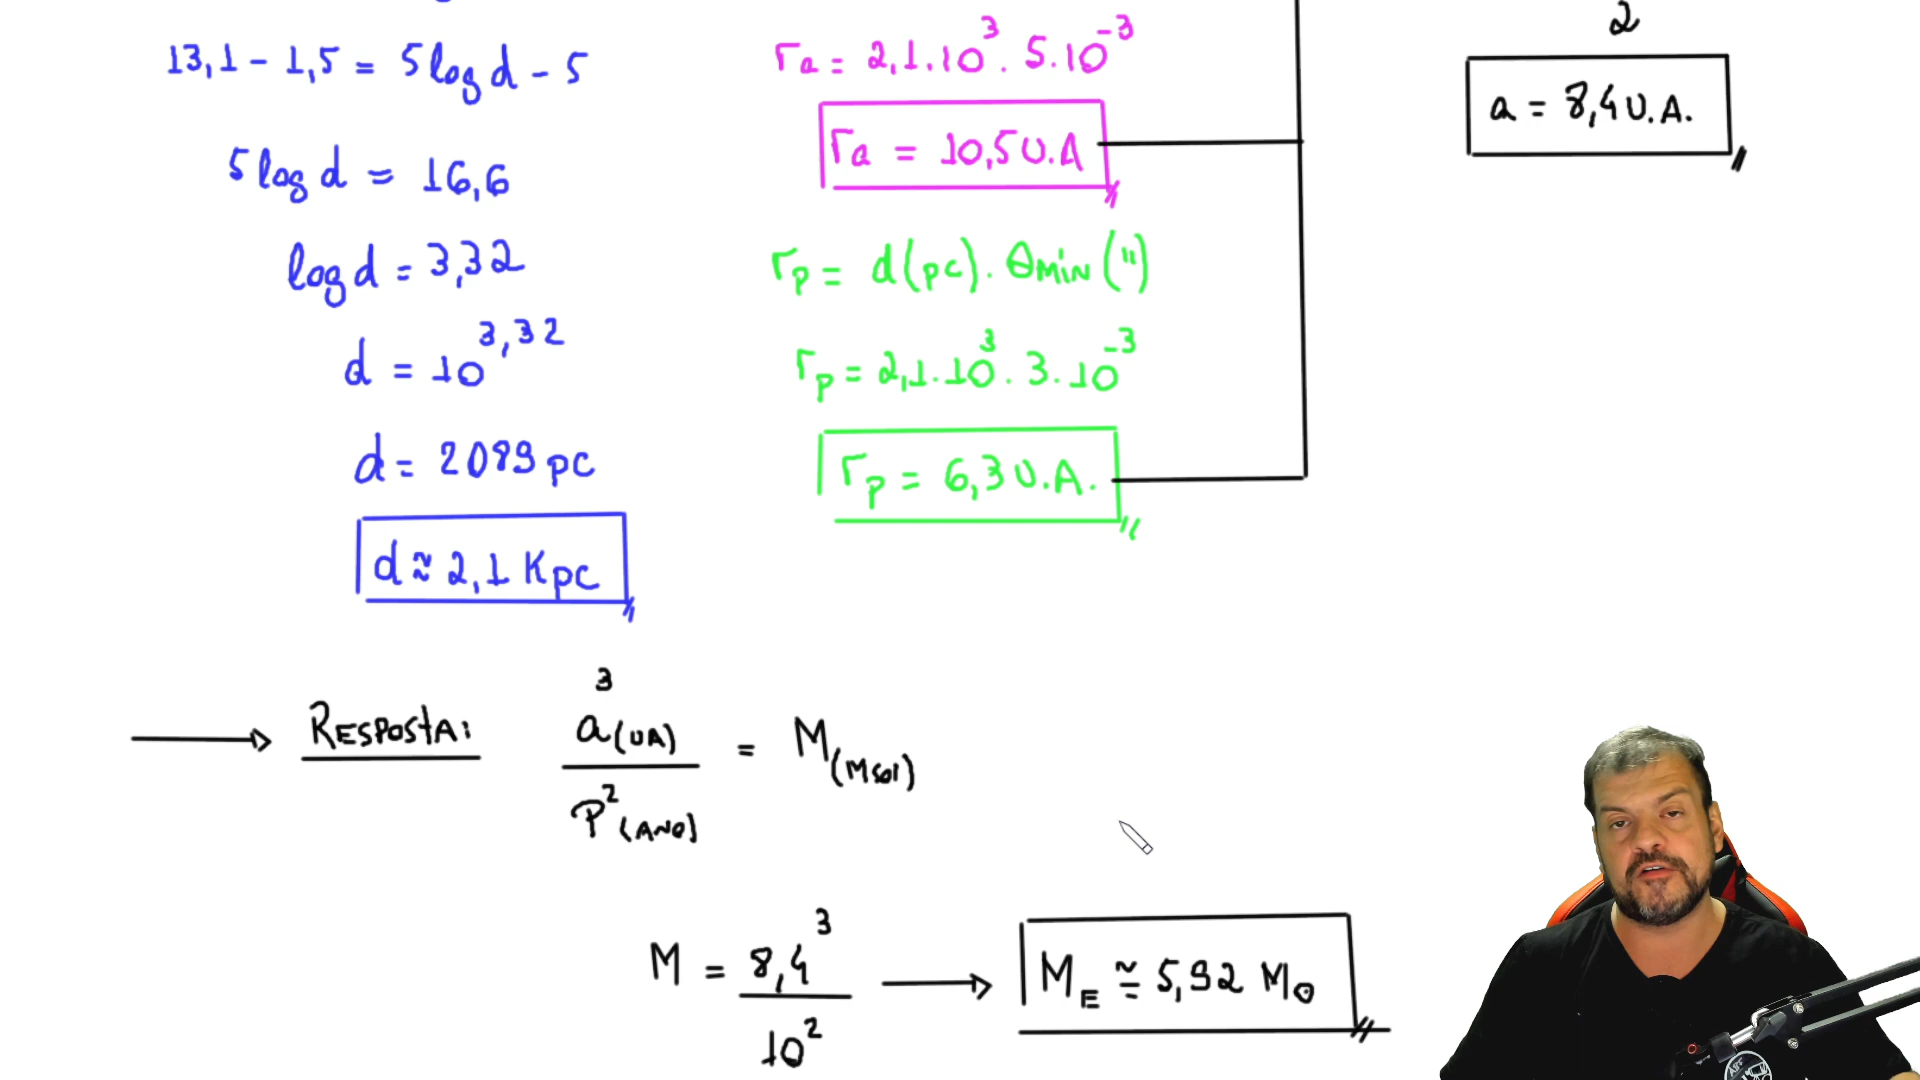 13,1 - 1,5 = 5 log d - 5
5 log d = 16,6
log d = 3,32
d = 10^3,32
d = 2089 pc
d ≈ 2,1 Kpc
ra = 2,1.10^3 . 5.10^-3
ra = 10,5 U.A
rp = d(pc) . θmin (")
rp = 2,1.10^3 . 3.10^-3
rp = 6,3 U.A.
2
a = 8,4 U.A.
RESPOSTA: a^3(UA) / P^2(ANO) = M(Msol)
M = 8,4^3 / 10^2 → ME ≅ 5,92 M⊙